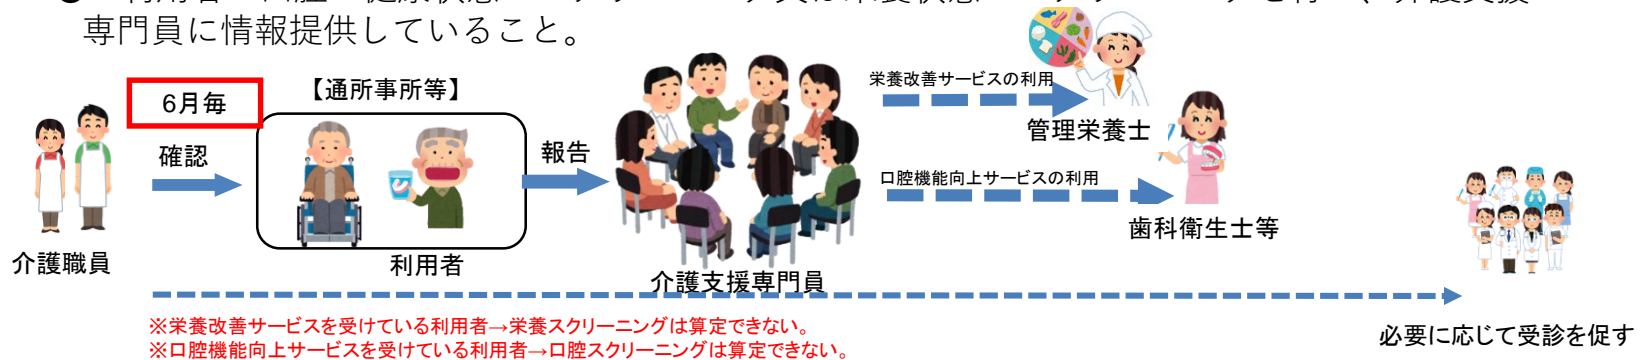 専門員に情報提供していること。
6月毎
【通所事所等】
確認
報告
栄養改善サービスの利用
管理栄養士
口腔機能向上サービスの利用
歯科衛生士等
介護職員
利用者
介護支援専門員
※栄養改善サービスを受けている利用者→栄養スクリーニングは算定できない。
※口腔機能向上サービスを受けている利用者→口腔スクリーニングは算定できない。
必要に応じて受診を促す